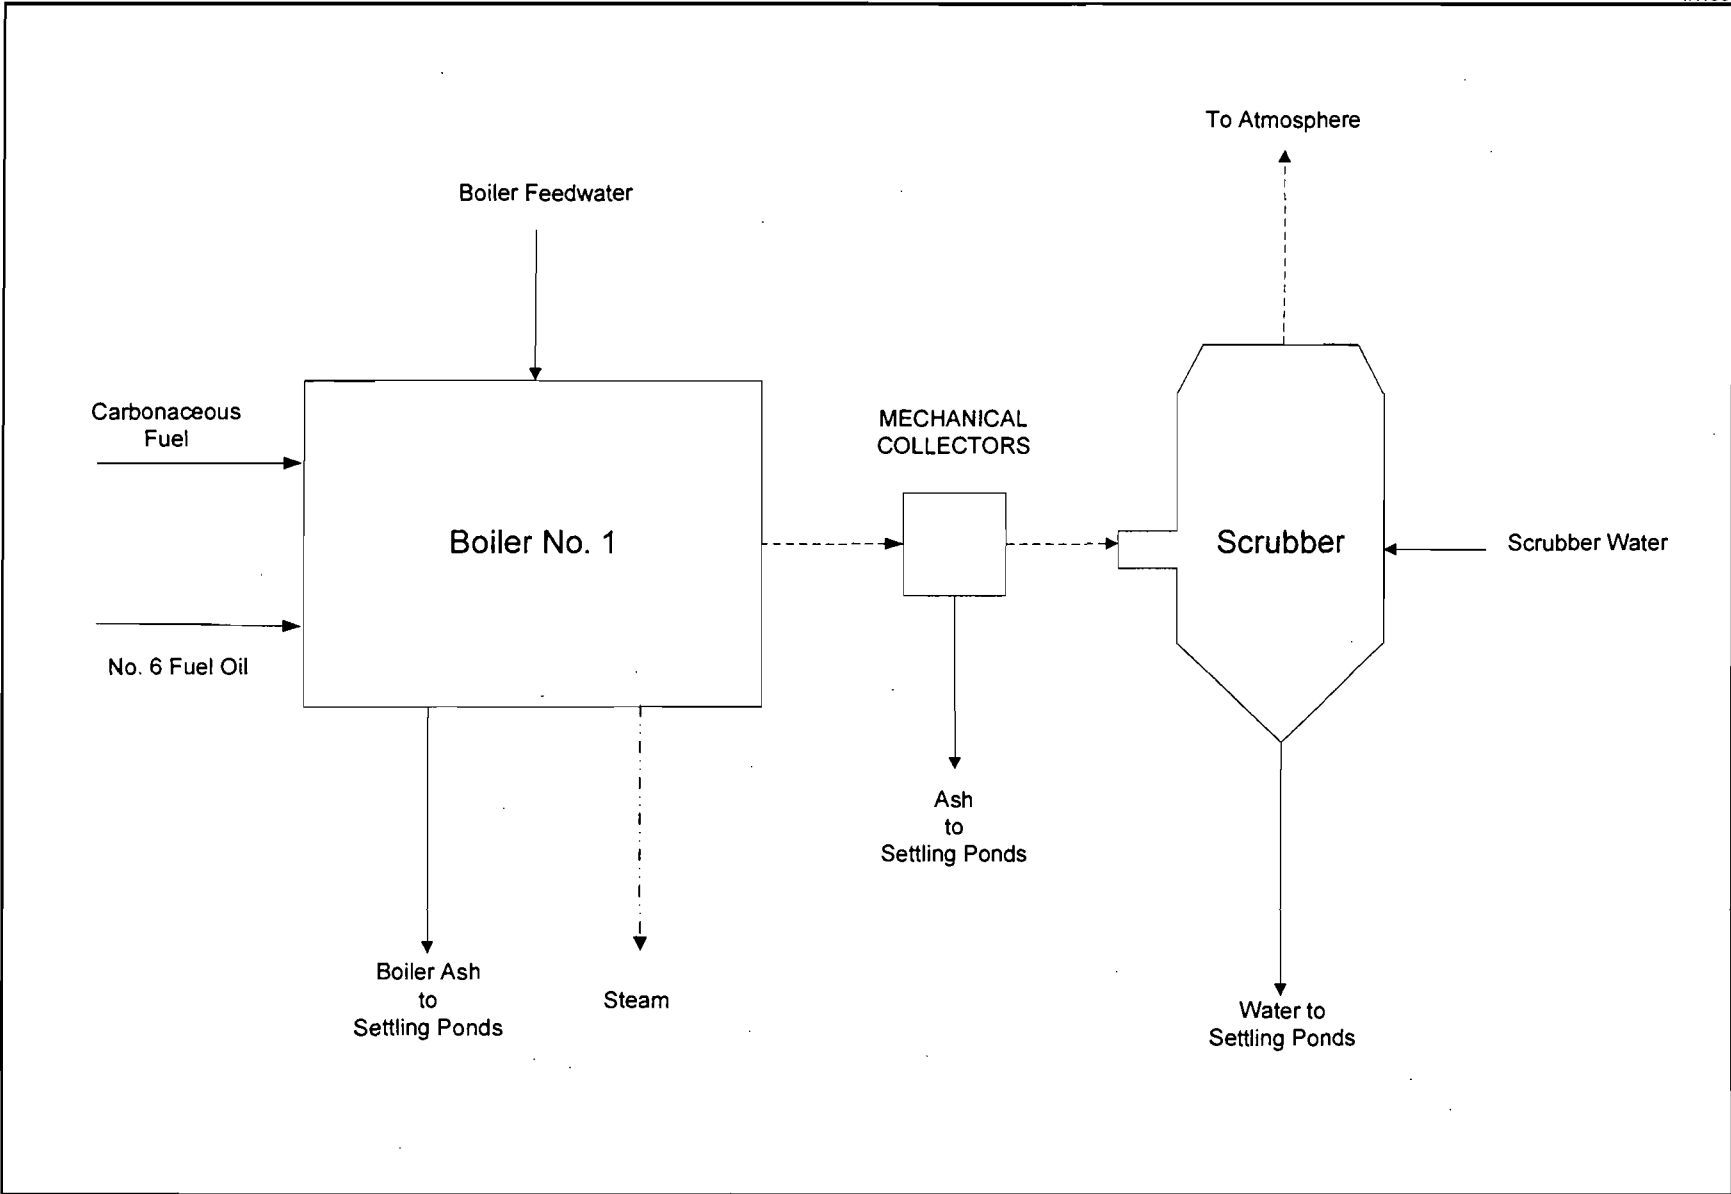 To Atmosphere
Boiler Feedwater
Carbonaceous
Fuel
MECHANICAL
COLLECTORS
Boiler No. 1
Scrubber
Scrubber Water
No. 6 Fuel Oil
Ash
to
Settling Ponds
Boiler Ash
to
Settling Ponds
Steam
Water to
Settling Ponds